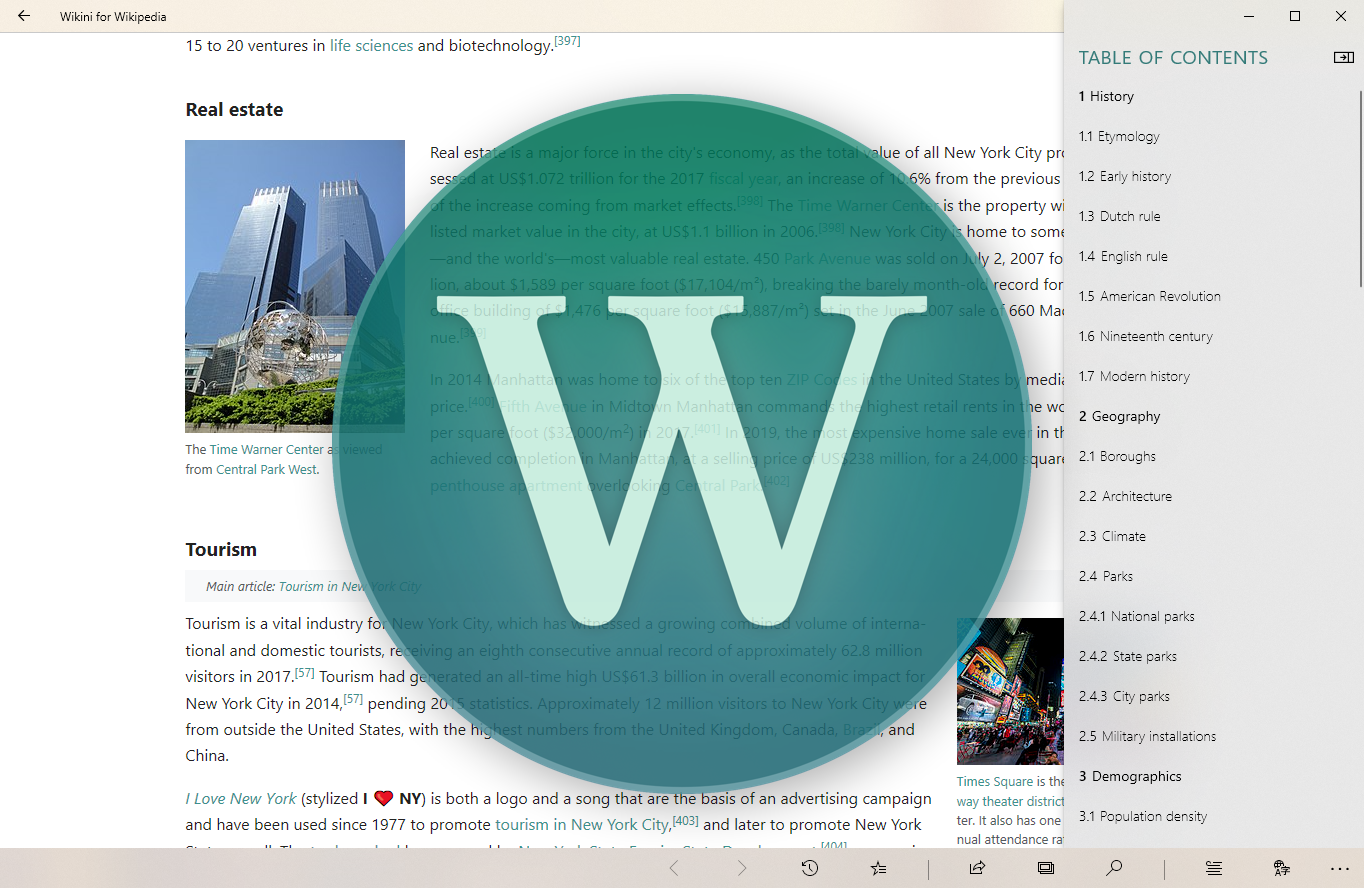 Wikini for Wikipedia
15 to 20 ventures in life sciences and biotechnology.[397]
Real estate
Real estate is a major force in the city's economy, as the total value of all New York City pro
sessed at US$1.072 trillion for the 2017 fiscal year, an increase of 10.6% from the previous
of the increase coming from market effects.[398] The Time Warner Center is the property wi
listed market value in the city, at US$1.1 billion in 2006.[398] New York City is home to some
—and the world's—most valuable real estate. 450 Park Avenue was sold on July 2, 2007 fo
lion, about $1,589 per square foot ($17,104/m²), breaking the barely month-old record for
office building of $1,476 per square foot ($15,887/m²) set in the June 2007 sale of 660 Mad
nue.[399]
In 2014 Manhattan was home to six of the top ten ZIP Codes in the United States by media
price.[400] Fifth Avenue in Midtown Manhattan commands the highest retail rents in the wo
per square foot ($32,000/m²) in 2017.[401] In 2019, the most expensive home sale ever in th
achieved completion in Manhattan, at a selling price of US$238 million, for a 24,000 square
penthouse apartment overlooking Central Park.[402]
The Time Warner Center as viewed
from Central Park West.
W
Tourism
Main article: Tourism in New York City
Tourism is a vital industry for New York City, which has witnessed a growing combined volume of interna-
tional and domestic tourists, receiving an eighth consecutive annual record of approximately 62.8 million
visitors in 2017.[57] Tourism had generated an all-time high US$61.3 billion in overall economic impact for
New York City in 2014,[57] pending 2015 statistics. Approximately 12 million visitors to New York City were
from outside the United States, with the highest numbers from the United Kingdom, Canada, Brazil, and
China.
I Love New York (stylized I ❤ NY) is both a logo and a song that are the basis of an advertising campaign
and have been used since 1977 to promote tourism in New York City,[403] and later to promote New York
Times Square is the
way theater district
ter. It also has one
nual attendance ra
TABLE OF CONTENTS
1 History
1.1 Etymology
1.2 Early history
1.3 Dutch rule
1.4 English rule
1.5 American Revolution
1.6 Nineteenth century
1.7 Modern history
2 Geography
2.1 Boroughs
2.2 Architecture
2.3 Climate
2.4 Parks
2.4.1 National parks
2.4.2 State parks
2.4.3 City parks
2.5 Military installations
3 Demographics
3.1 Population density